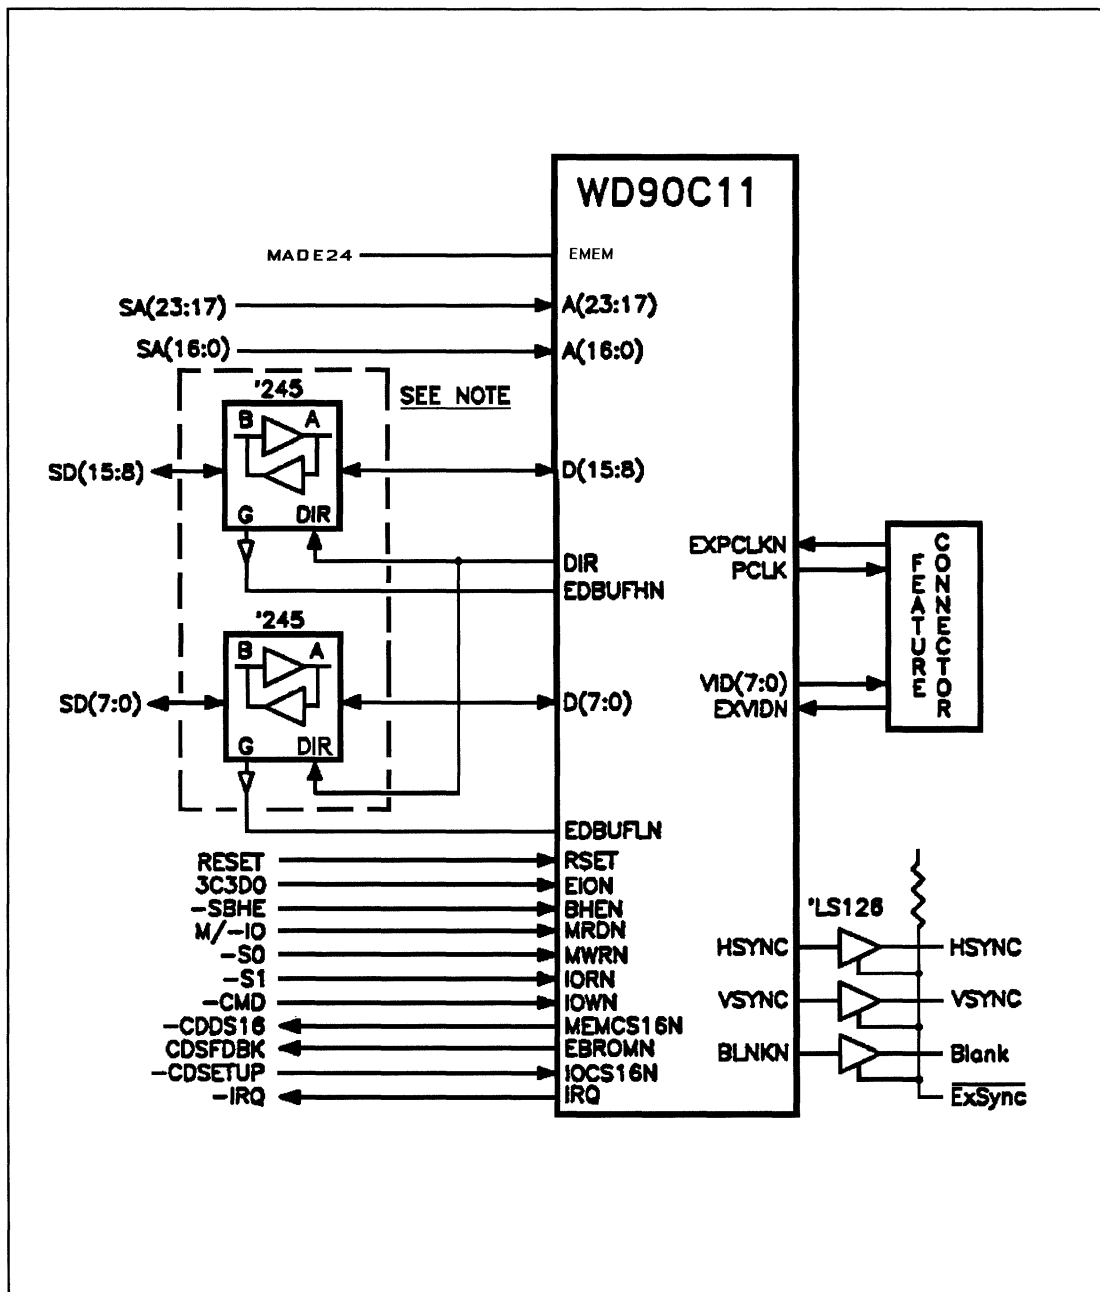 WD90C11
MADE24 EMEM
SA(23:17) A(23:17)
SA(16:0) A(16:0)
'245 SEE NOTE
B A
SD(15:8) D(15:8)
G DIR
DIR
EDBUFHN
'245
B A
SD(7:0) D(7:0)
G DIR
EDBUFLN
RESET RSET
3C3D0 EION
-SBHE BHEN
M/-IO MRDN
-S0 MWRN
-S1 IORN
-CMD IOWN
-CDDS16 MEMCS16N
CDSFDBK EBROMN
-CDSETUP IOCS16N
-IRQ IRQ
EXPCLKN
PCLK
VID(7:0)
EXVIDN
FEATURE
CONNECTOR
'LS126
HSYNC HSYNC
VSYNC VSYNC
BLNKN Blank
ExSync